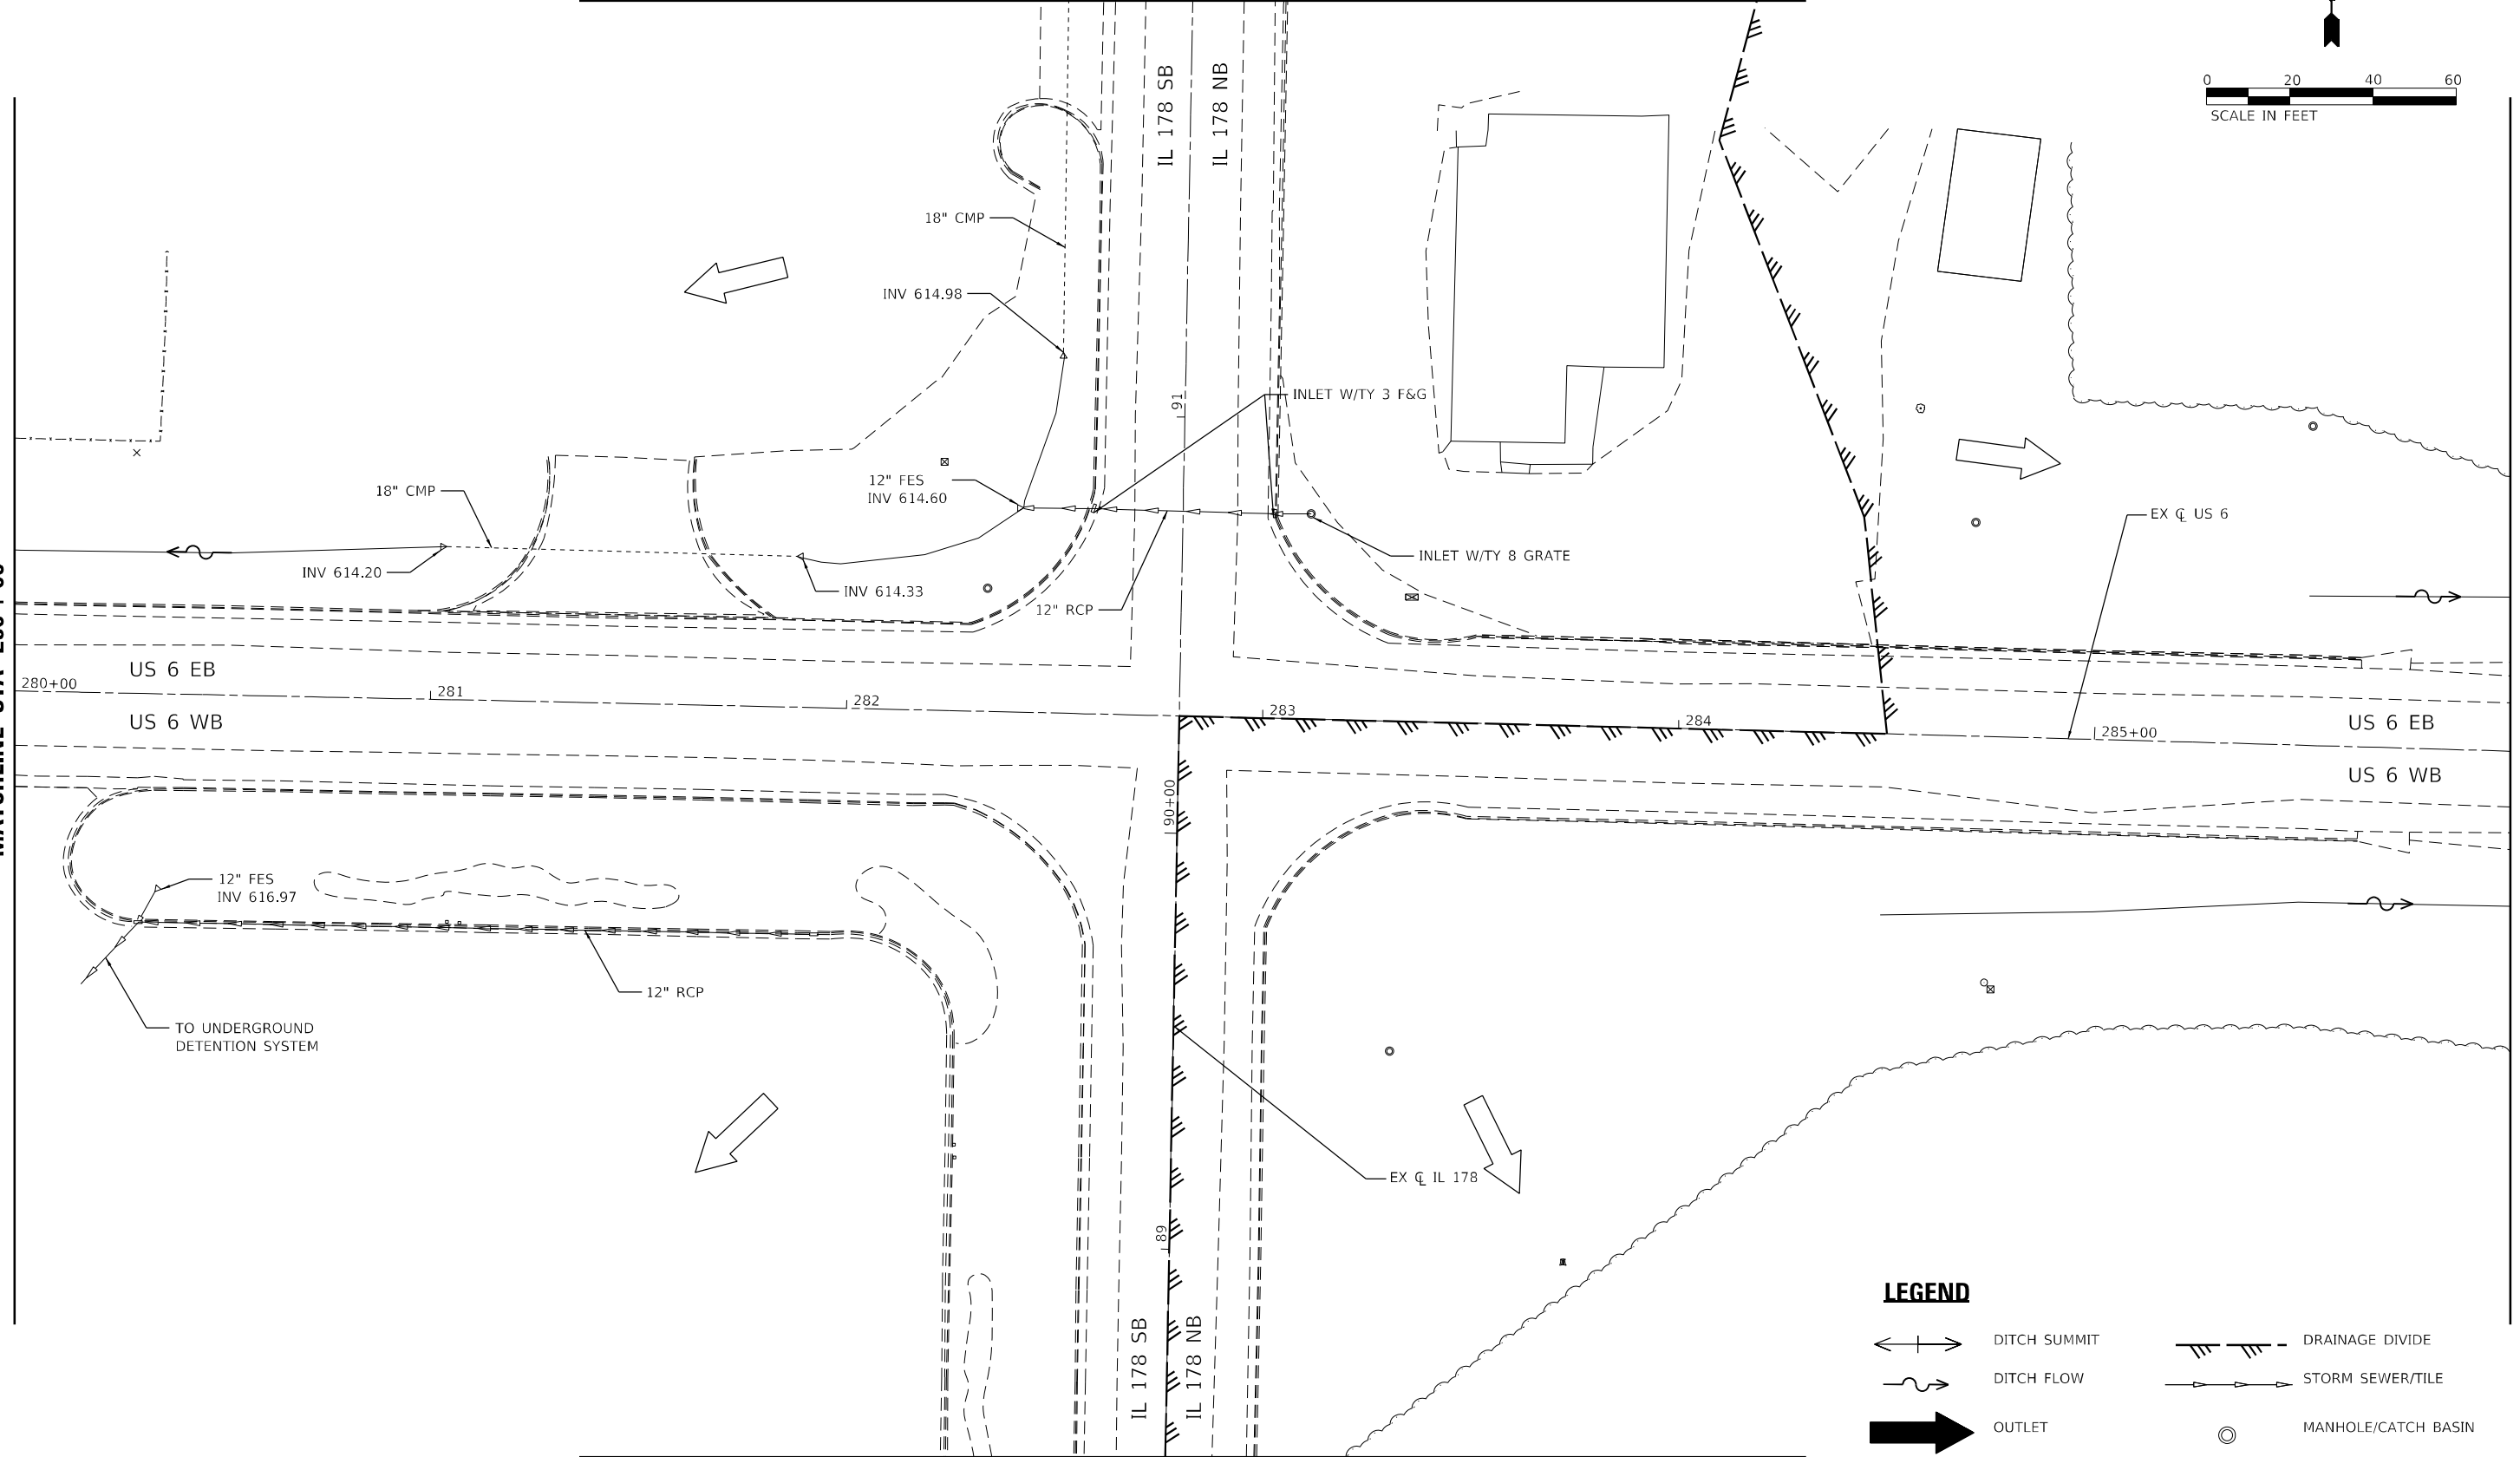 0 20 40 60
SCALE IN FEET
IL 178 SB
IL 178 NB
18" CMP
INV 614.98
91
INLET W/TY 3 F&G
18" CMP
12" FES
INV 614.60
EX ℄ US 6
INLET W/TY 8 GRATE
INV 614.20
INV 614.33
12" RCP
US 6 EB
280+00
281
282
283
284
285+00
US 6 WB
US 6 EB
US 6 WB
90+00
12" FES
INV 616.97
12" RCP
TO UNDERGROUND
DETENTION SYSTEM
EX ℄ IL 178
89
IL 178 SB
IL 178 NB
LEGEND
DITCH SUMMIT
DRAINAGE DIVIDE
DITCH FLOW
STORM SEWER/TILE
OUTLET
MANHOLE/CATCH BASIN